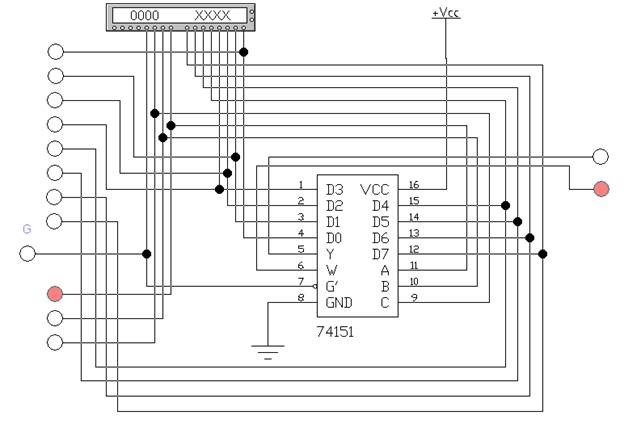 0000 XXXX
+Vcc
1 D3 VCC 16
2 D2 D4 15
3 D1 D5 14
4 D0 D6 13
5 Y D7 12
6 W A 11
7 G' B 10
8 GND C 9
74151
G